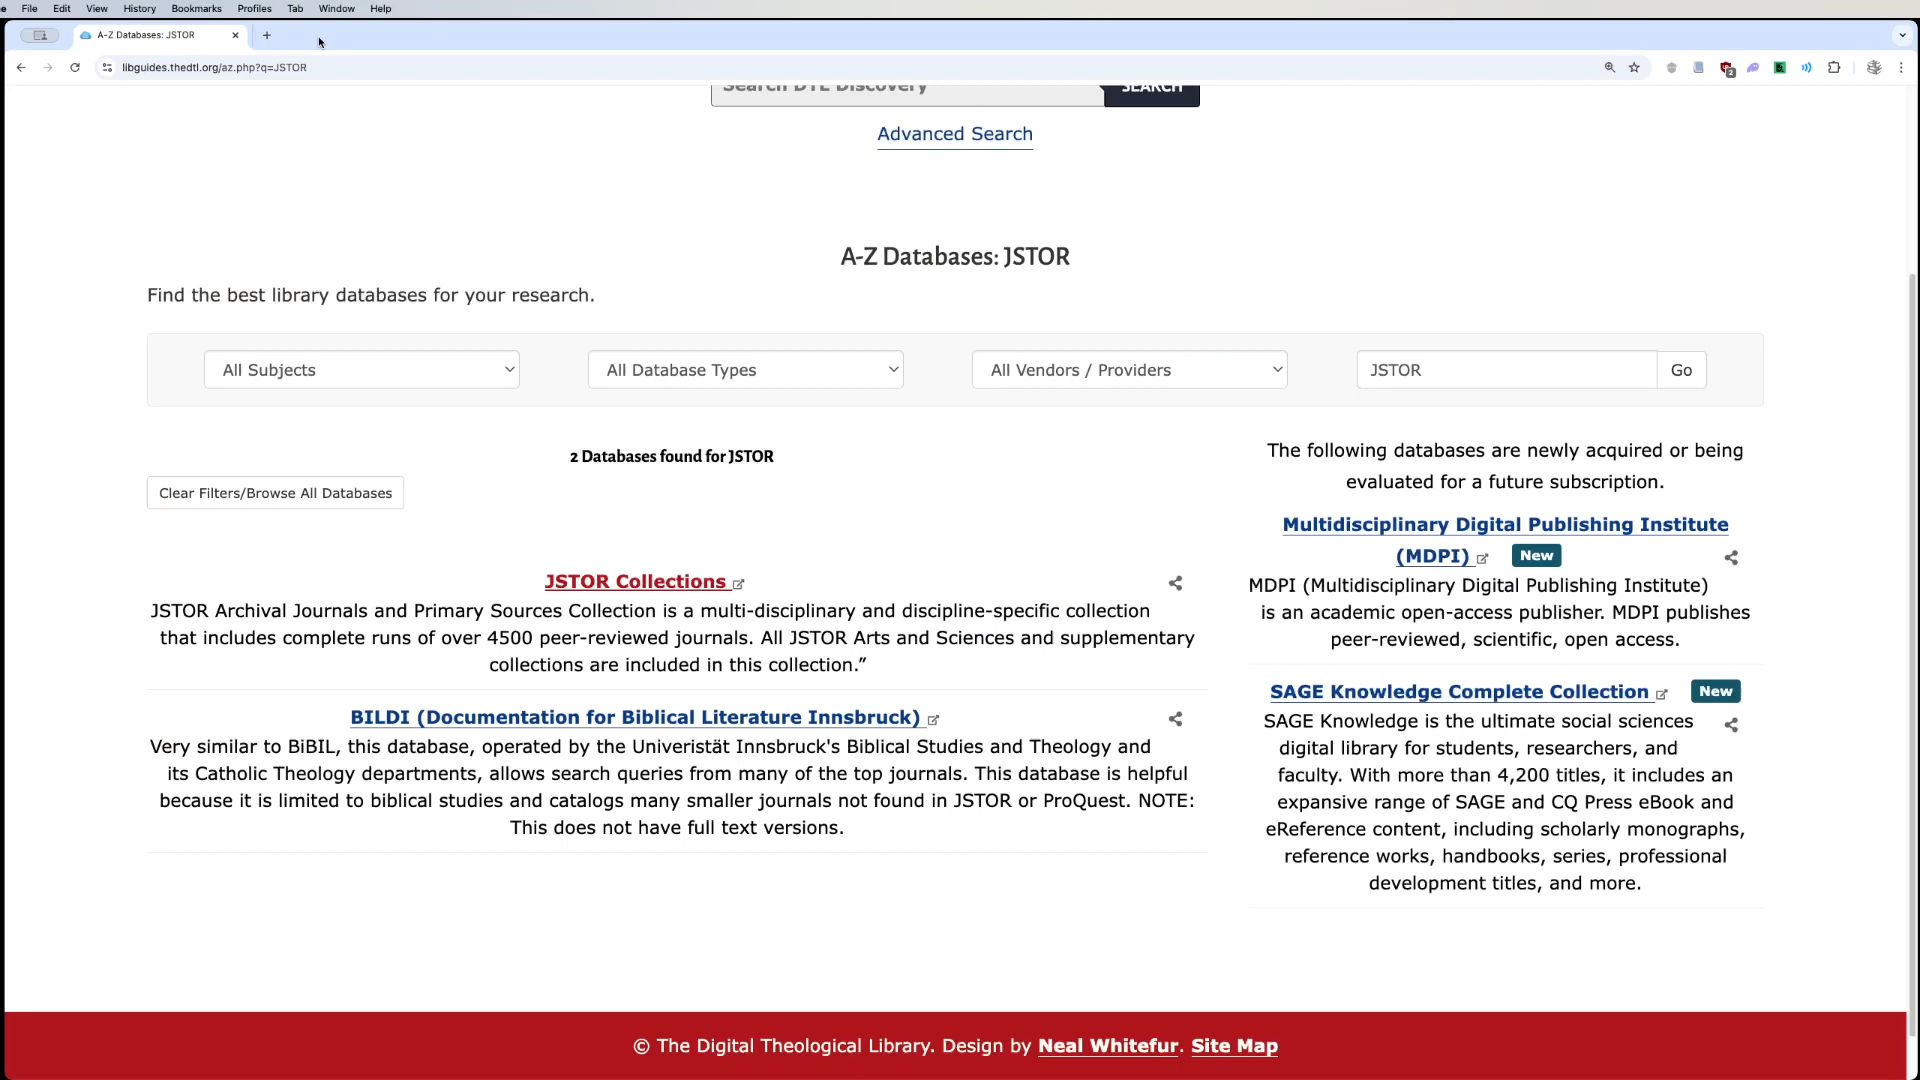 File Edit View History Bookmarks Profiles Tab Window Help
A-Z Databases: JSTOR
libguides.thedtl.org/az.php?q=JSTOR
Search DTL Discovery
SEARCH
Advanced Search
A-Z Databases: JSTOR
Find the best library databases for your research.
All Subjects
All Database Types
All Vendors / Providers
JSTOR
Go
2 Databases found for JSTOR
Clear Filters/Browse All Databases
JSTOR Collections
JSTOR Archival Journals and Primary Sources Collection is a multi-disciplinary and discipline-specific collection
that includes complete runs of over 4500 peer-reviewed journals. All JSTOR Arts and Sciences and supplementary
collections are included in this collection.”
BILDI (Documentation for Biblical Literature Innsbruck)
Very similar to BiBIL, this database, operated by the Univeristät Innsbruck's Biblical Studies and Theology and
its Catholic Theology departments, allows search queries from many of the top journals. This database is helpful
because it is limited to biblical studies and catalogs many smaller journals not found in JSTOR or ProQuest. NOTE:
This does not have full text versions.
The following databases are newly acquired or being
evaluated for a future subscription.
Multidisciplinary Digital Publishing Institute
(MDPI) New
MDPI (Multidisciplinary Digital Publishing Institute)
is an academic open-access publisher. MDPI publishes
peer-reviewed, scientific, open access.
SAGE Knowledge Complete Collection New
SAGE Knowledge is the ultimate social sciences
digital library for students, researchers, and
faculty. With more than 4,200 titles, it includes an
expansive range of SAGE and CQ Press eBook and
eReference content, including scholarly monographs,
reference works, handbooks, series, professional
development titles, and more.
© The Digital Theological Library. Design by Neal Whitefur. Site Map